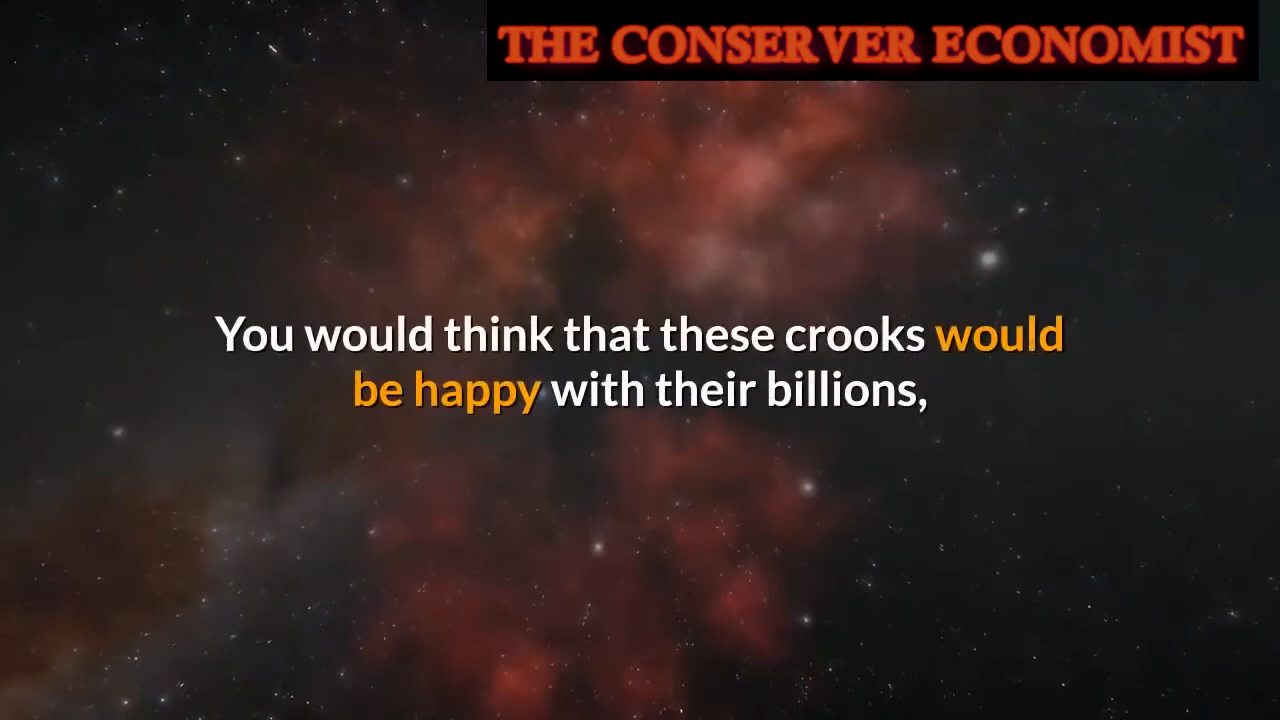 THE CONSERVER ECONOMIST
You would think that these crooks would
be happy with their billions,